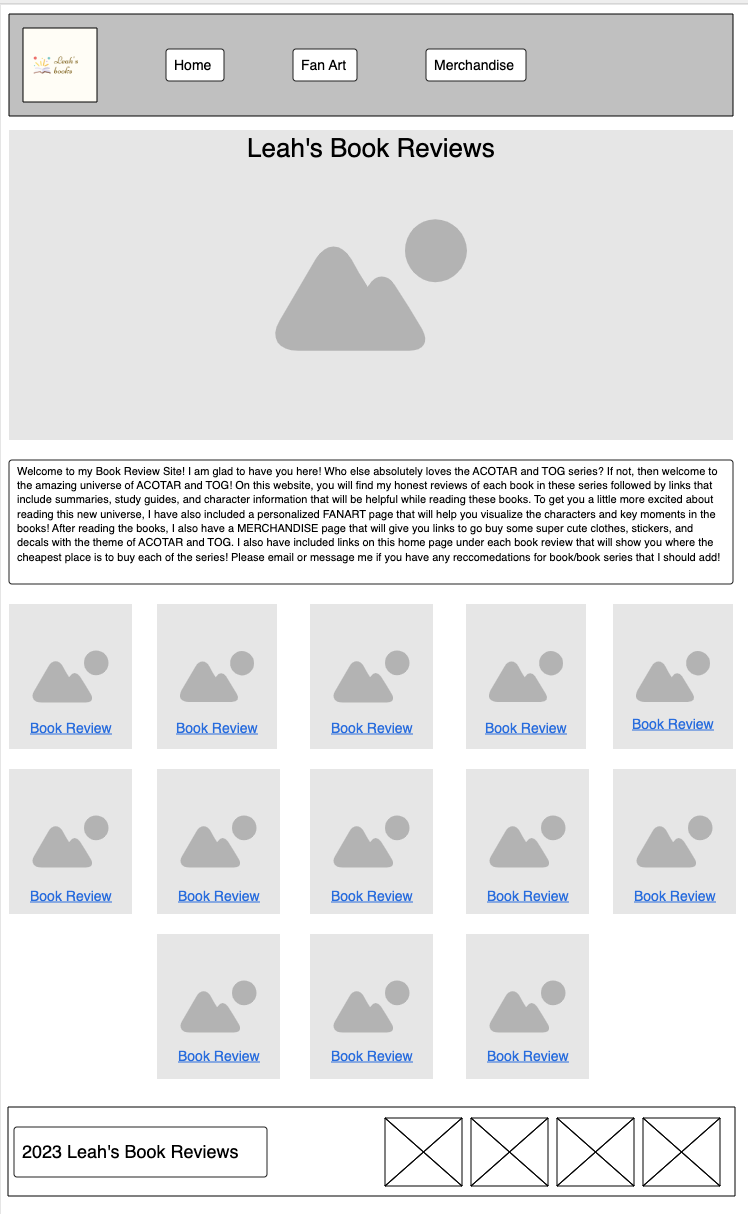 Leah's
books
Home
Fan Art
Merchandise
Leah's Book Reviews
Welcome to my Book Review Site! I am glad to have you here! Who else absolutely loves the ACOTAR and TOG series? If not, then welcome to
the amazing universe of ACOTAR and TOG! On this website, you will find my honest reviews of each book in these series followed by links that
include summaries, study guides, and character information that will be helpful while reading these books. To get you a little more excited about
reading this new universe, I have also included a personalized FANART page that will help you visualize the characters and key moments in the
books! After reading the books, I also have a MERCHANDISE page that will give you links to go buy some super cute clothes, stickers, and
decals with the theme of ACOTAR and TOG. I also have included links on this home page under each book review that will show you where the
cheapest place is to buy each of the series! Please email or message me if you have any reccomedations for book/book series that I should add!
Book Review
Book Review
Book Review
Book Review
Book Review
Book Review
Book Review
Book Review
Book Review
Book Review
Book Review
Book Review
Book Review
2023 Leah's Book Reviews